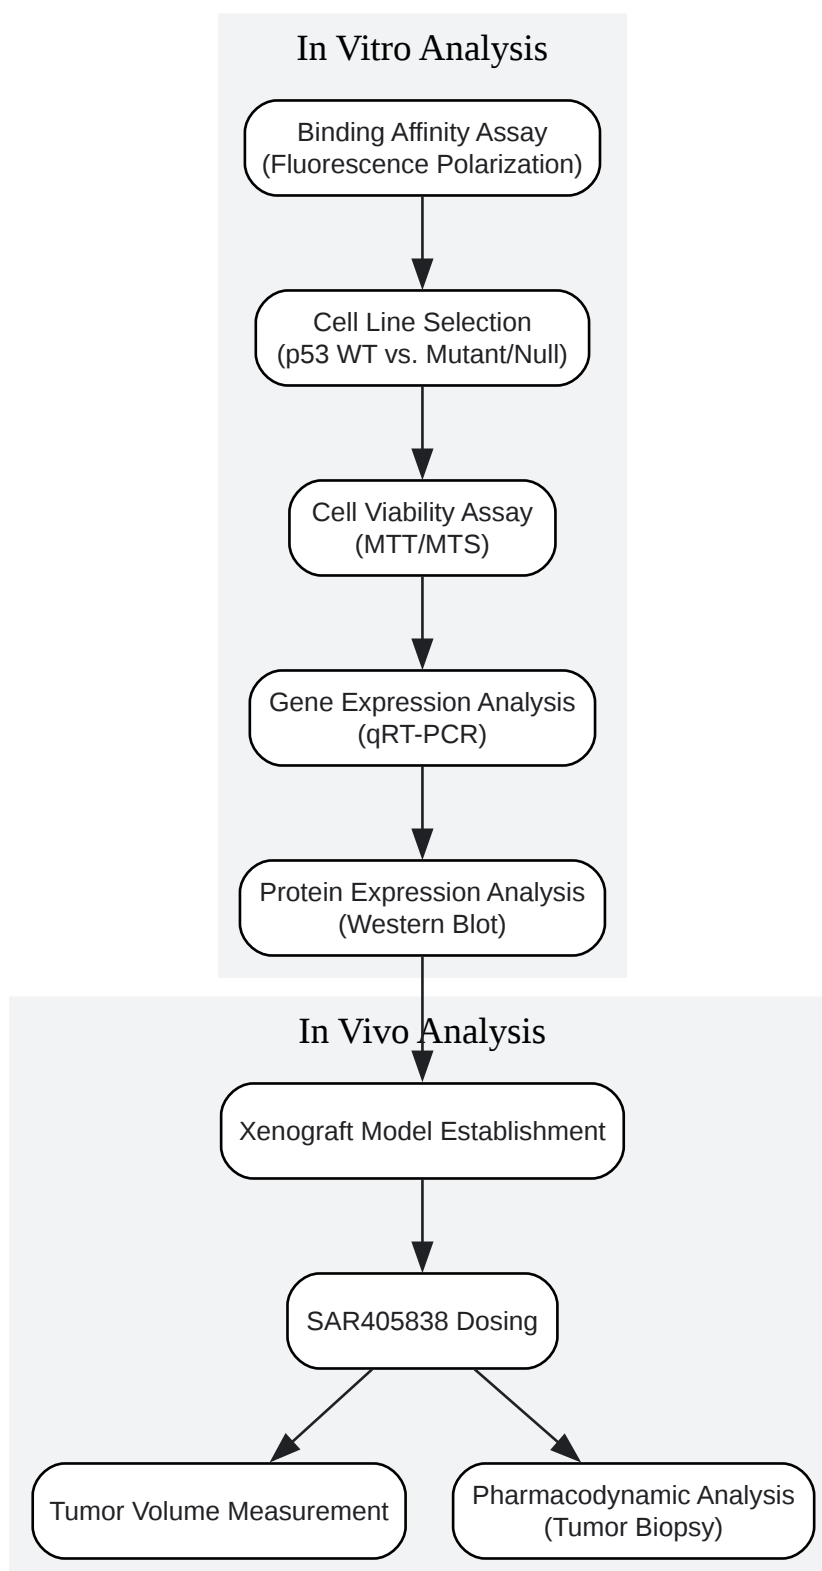 In Vitro Analysis
Binding Affinity Assay
(Fluorescence Polarization)
Cell Line Selection
(p53 WT vs. Mutant/Null)
Cell Viability Assay
(MTT/MTS)
Gene Expression Analysis
(qRT-PCR)
Protein Expression Analysis
(Western Blot)
In Vivo Analysis
Xenograft Model Establishment
SAR405838 Dosing
Tumor Volume Measurement
Pharmacodynamic Analysis
(Tumor Biopsy)